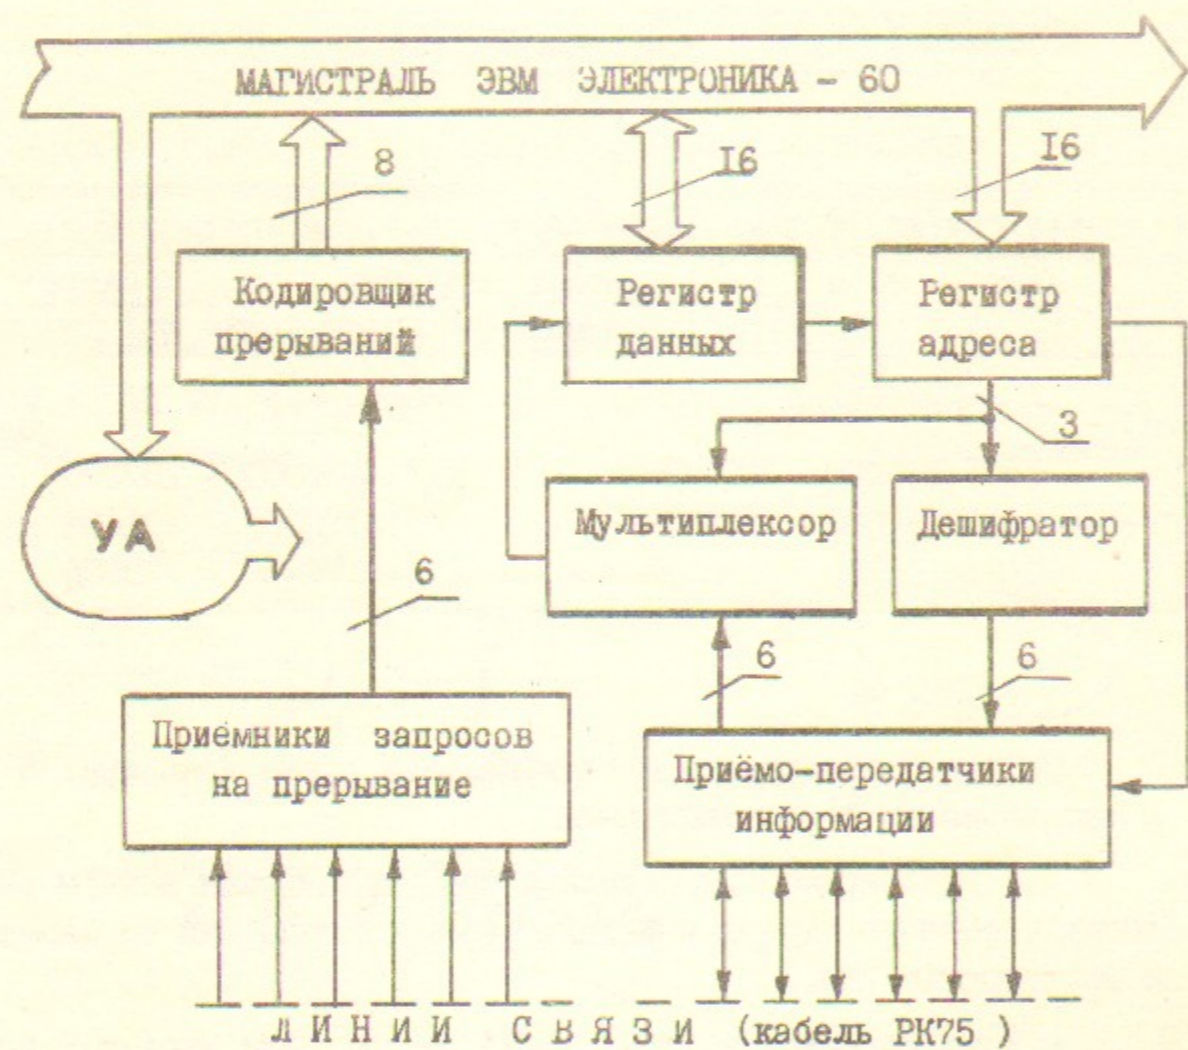 МАГИСТРАЛЬ ЭВМ ЭЛЕКТРОНИКА - 60
8
I6
I6
Кодировщик
прерываний
Регистр
данных
Регистр
адреса
3
УА
Мультиплексор
Дешифратор
6
6
6
Приёмники запросов
на прерывание
Приёмо-передатчики
информации
ЛИНИИ СВЯЗИ (кабель РК75)